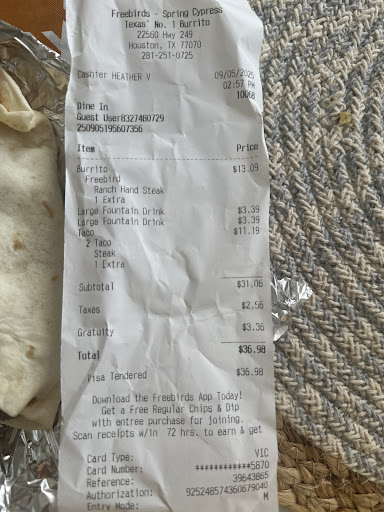 Freebirds - Spring Cypress
Texas' No. 1 Burrito
22560 Hwy 249
Houston, TX 77070
281-251-0725
Cashier HEATHER V 09/05/2025
02:57 PM
10068
Dine In
Guest User8327480729
250905195607356
Item Price
Burrito $13.09
Freebird
Ranch Hand Steak
1 Extra
Large Fountain Drink $3.39
Large Fountain Drink $3.39
Taco $11.19
2 Taco
Steak
1 Extra
Subtotal $31.06
Taxes $2.56
Gratuity $3.36
Total $36.98
Visa Tendered $36.98
Download the Freebirds App Today!
Get a Free Regular Chips & Dip
with entree purchase for joining.
Scan receipts w/in 72 hrs. to earn & get
Card Type: VIC
Card Number: ************5870
Reference: 39643865
Authorization: 925248574360679040
Entry Mode: M